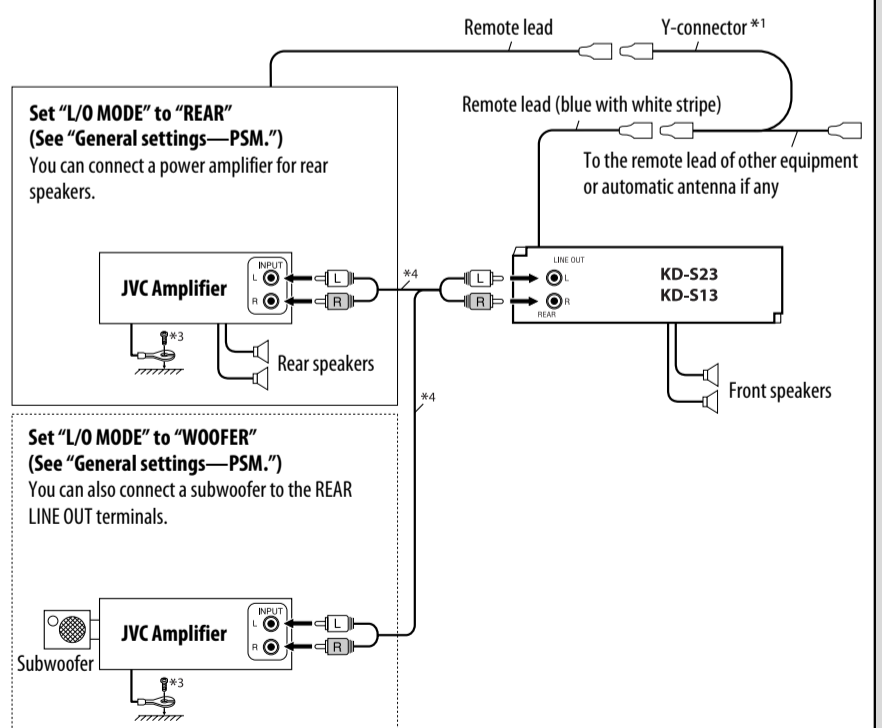 Remote lead
Y-connector *1
Set “L/O MODE” to “REAR”
(See “General settings—PSM.”)
You can connect a power amplifier for rear
speakers.
Remote lead (blue with white stripe)
To the remote lead of other equipment
or automatic antenna if any
JVC Amplifier
INPUT
L
R
L
R
*4
L
R
LINE OUT
L
R
REAR
KD-S23
KD-S13
*3
Rear speakers
Front speakers
*4
Set “L/O MODE” to “WOOFER”
(See “General settings—PSM.”)
You can also connect a subwoofer to the REAR
LINE OUT terminals.
Subwoofer
JVC Amplifier
INPUT
L
R
L
R
*3